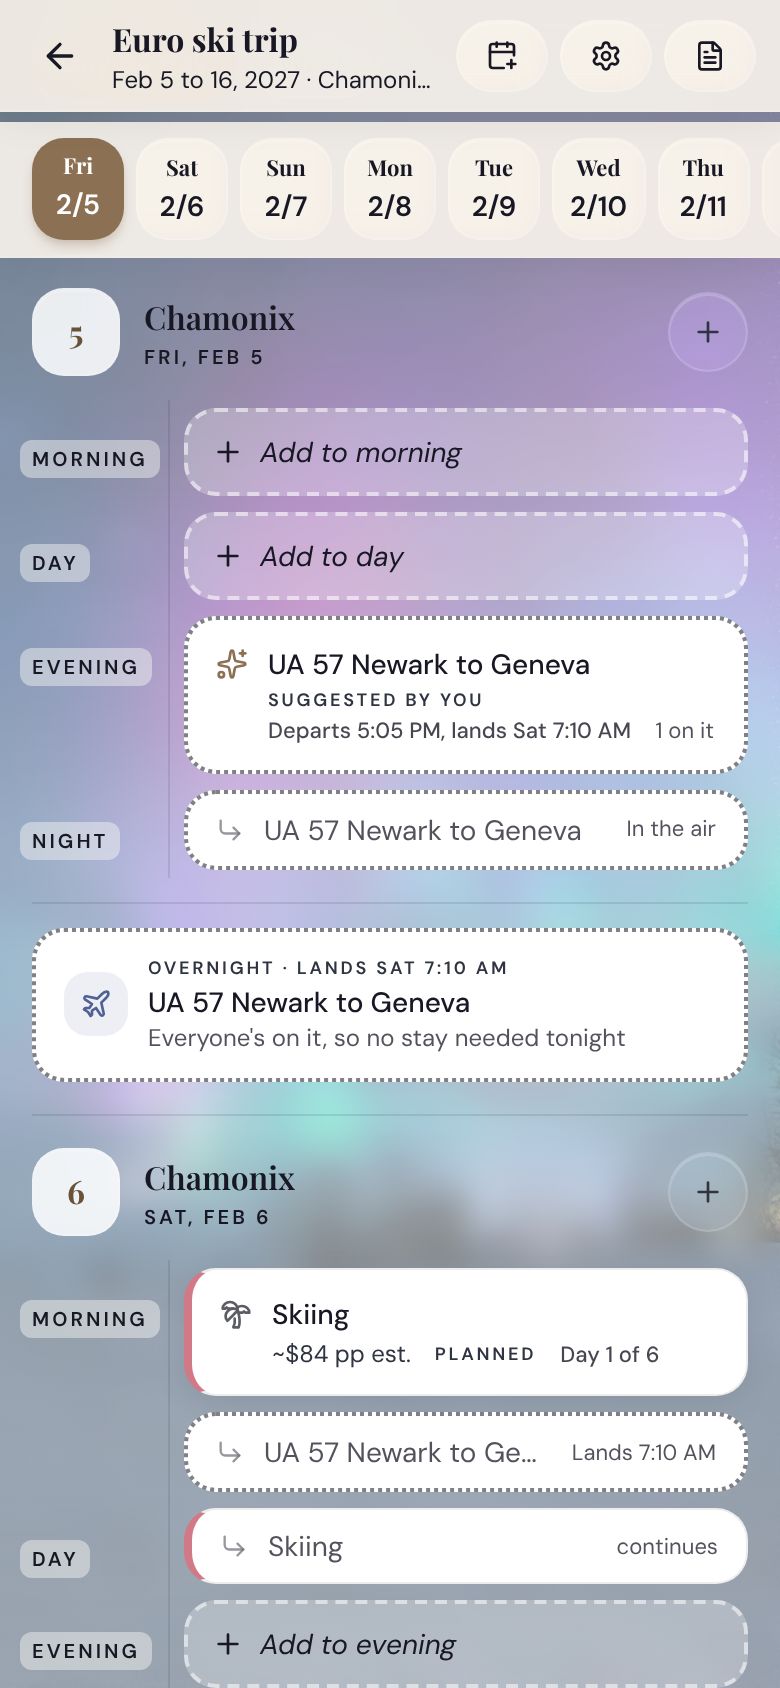 Euro ski trip
Feb 5 to 16, 2027 · Chamoni...
Fri
2/5
Sat
2/6
Sun
2/7
Mon
2/8
Tue
2/9
Wed
2/10
Thu
2/11
5
Chamonix
FRI, FEB 5
MORNING
Add to morning
DAY
Add to day
EVENING
UA 57 Newark to Geneva
SUGGESTED BY YOU
Departs 5:05 PM, lands Sat 7:10 AM 1 on it
NIGHT
UA 57 Newark to Geneva In the air
OVERNIGHT · LANDS SAT 7:10 AM
UA 57 Newark to Geneva
Everyone's on it, so no stay needed tonight
6
Chamonix
SAT, FEB 6
MORNING
Skiing
~$84 pp est. PLANNED Day 1 of 6
UA 57 Newark to Ge... Lands 7:10 AM
DAY
Skiing continues
EVENING
Add to evening